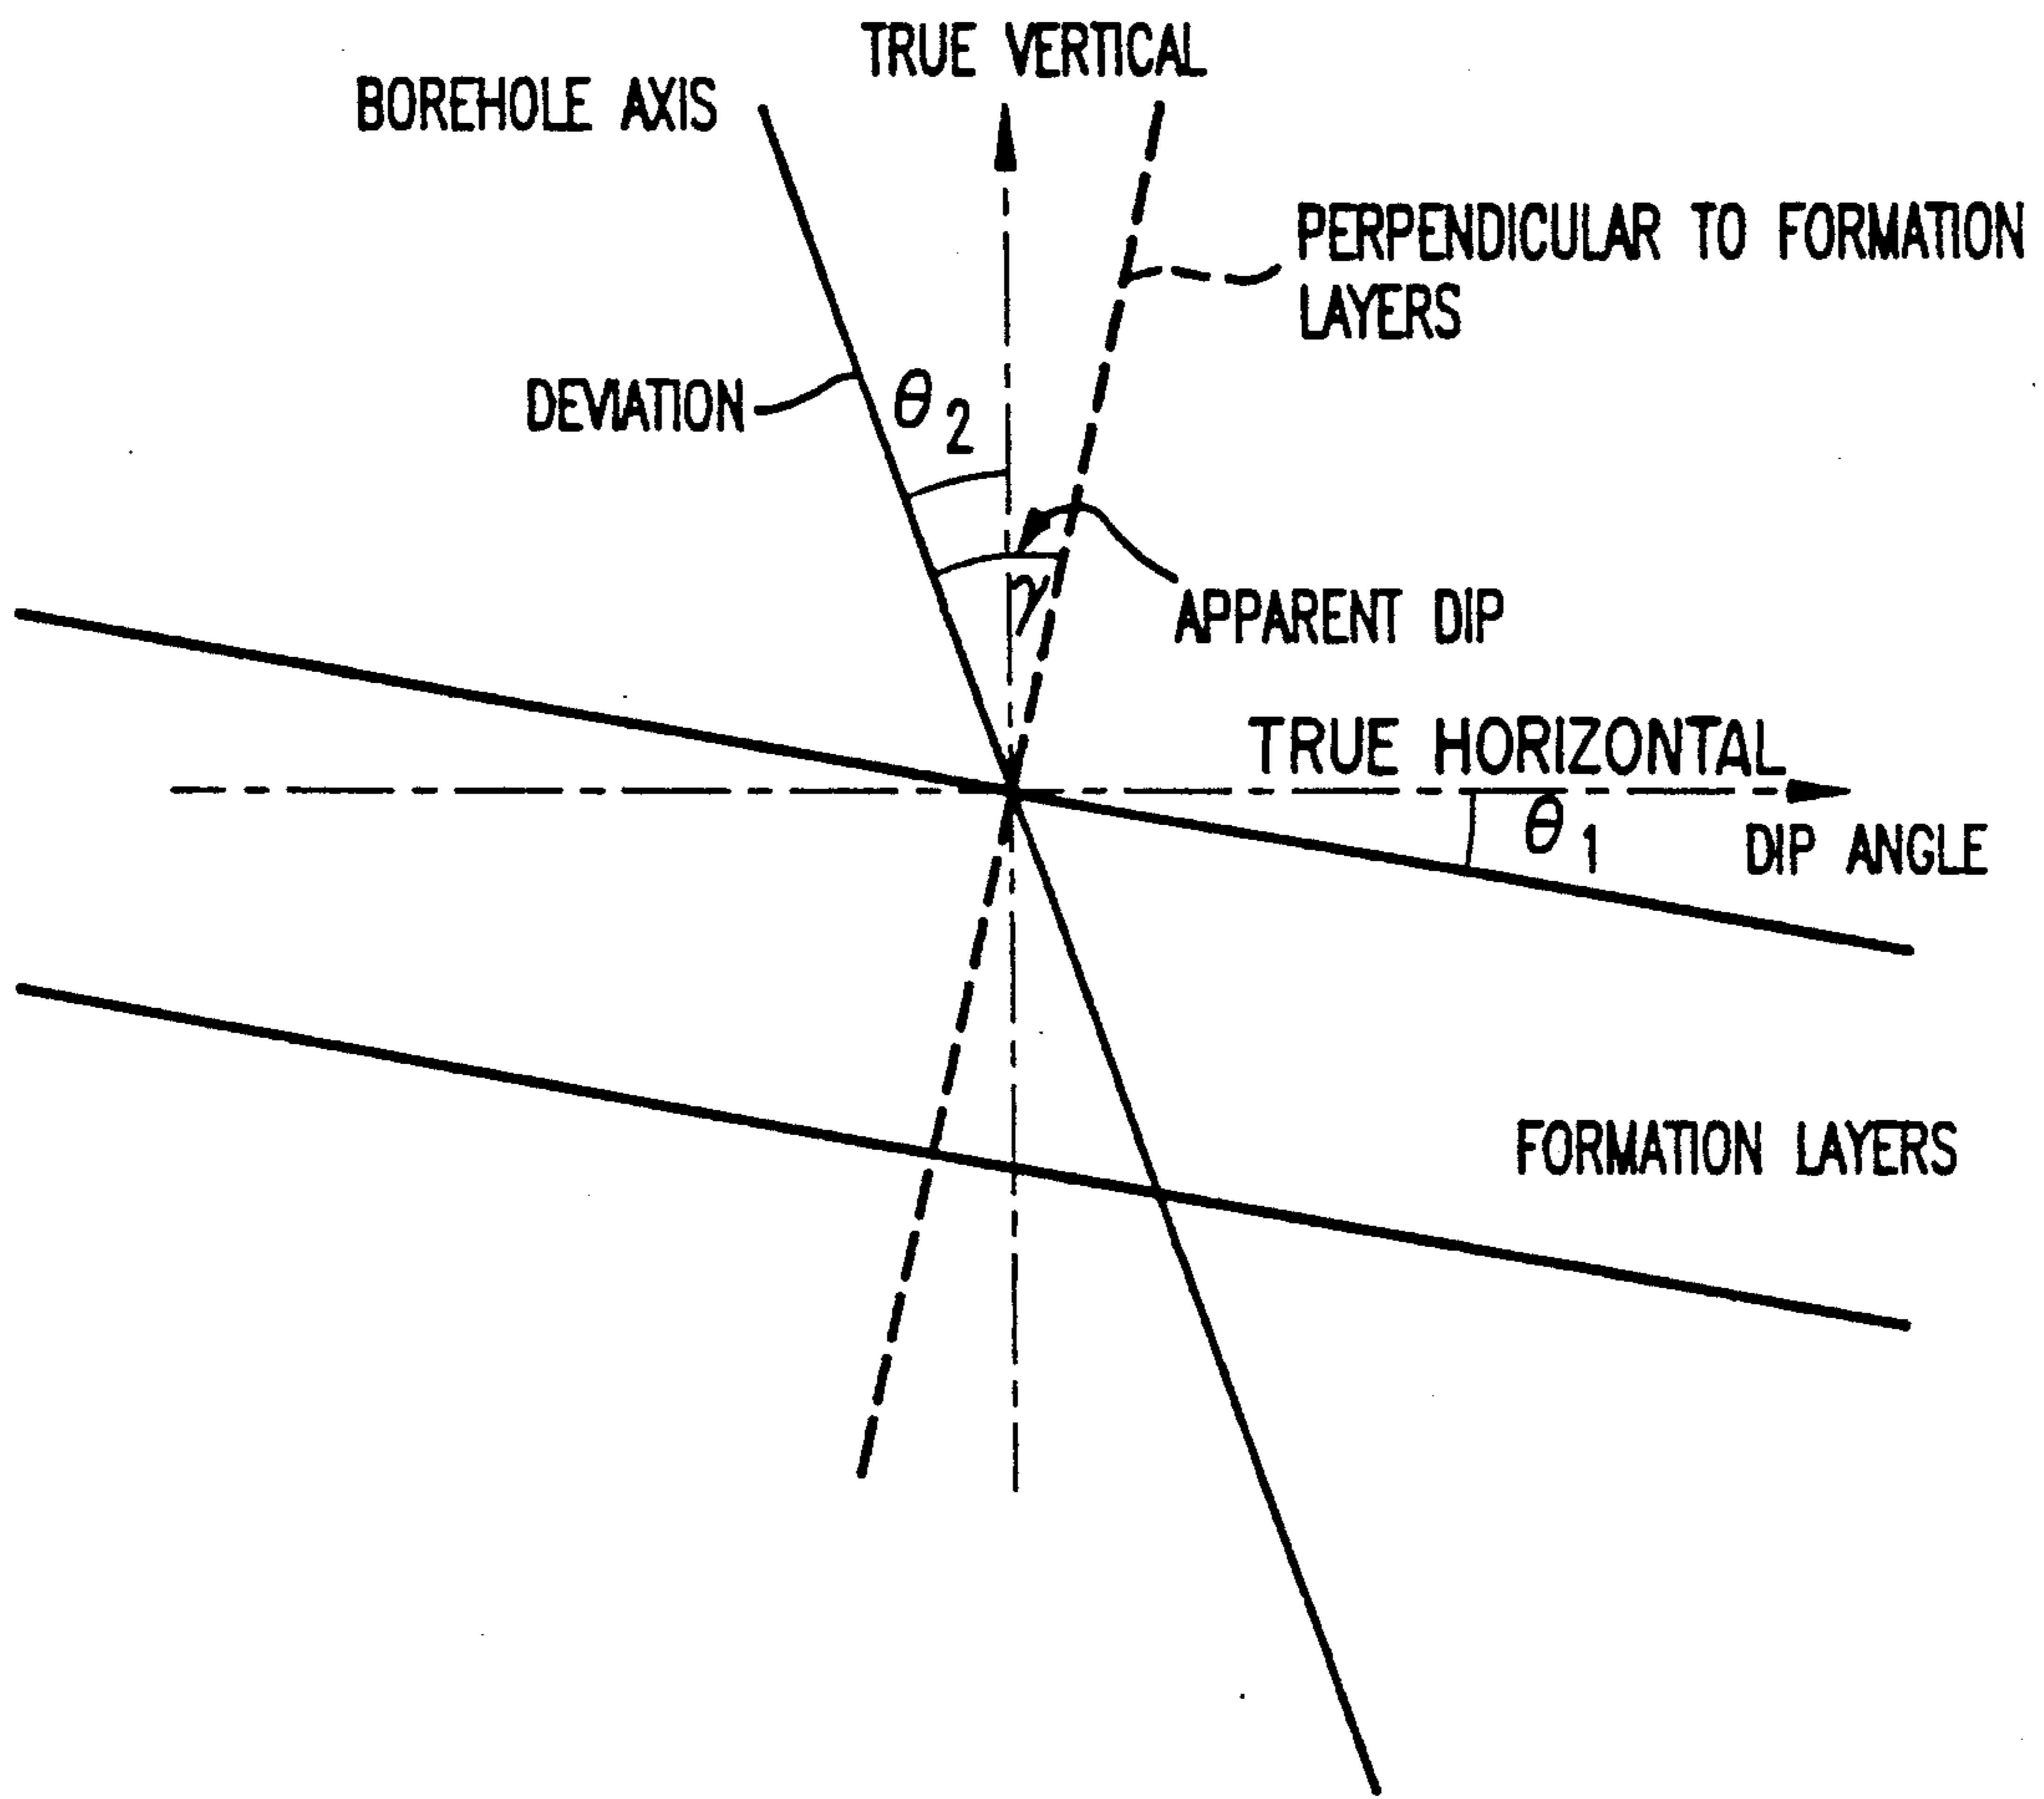 TRUE VERTICAL
BOREHOLE AXIS
PERPENDICULAR TO FORMATION
LAYERS
DEVIATION
θ2
γ
APPARENT DIP
TRUE HORIZONTAL
θ1
DIP ANGLE
FORMATION LAYERS